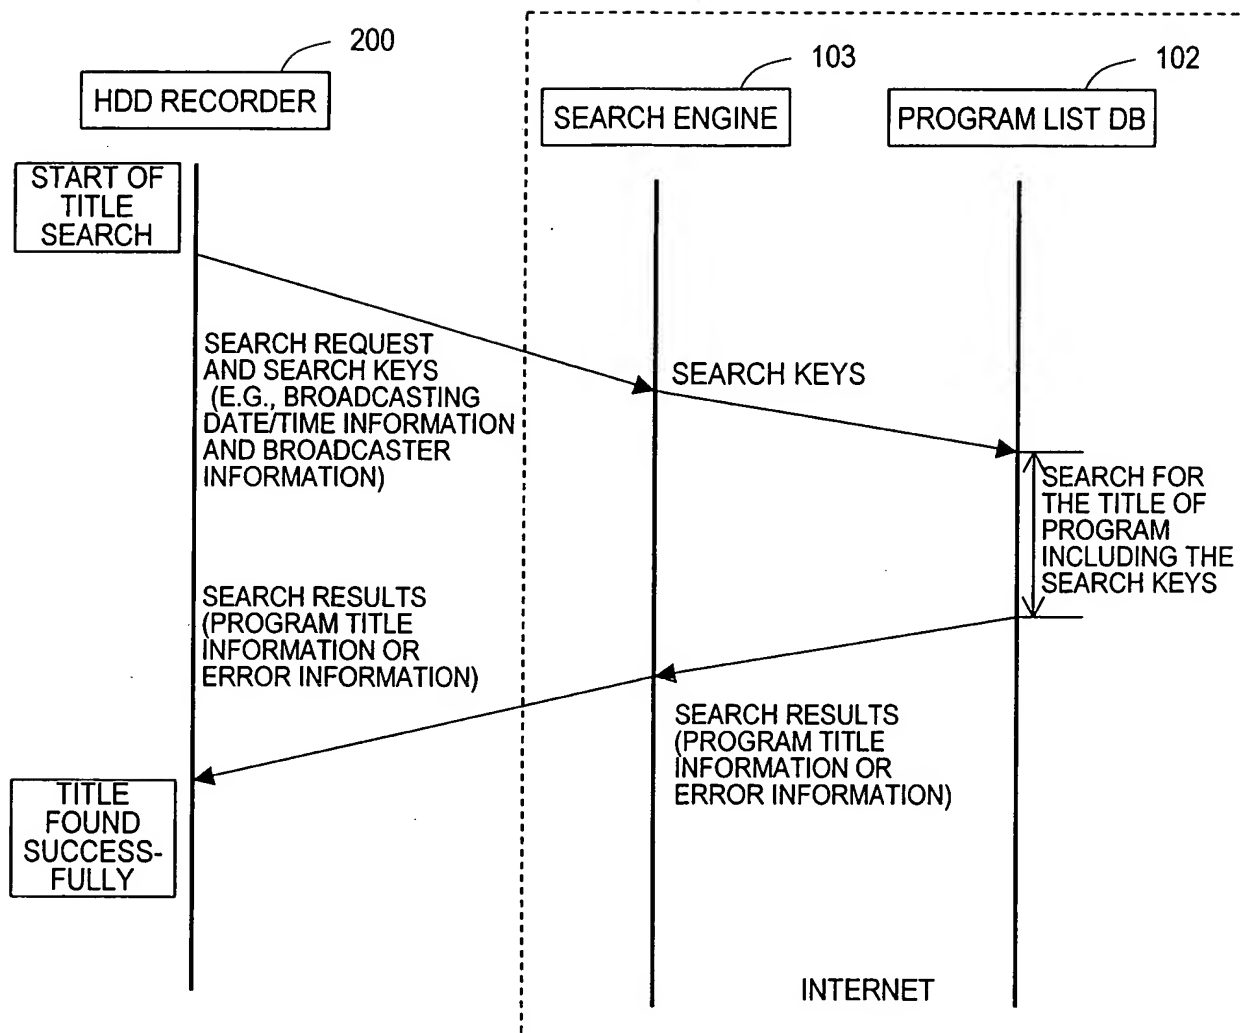 200
103
102
HDD RECORDER
SEARCH ENGINE
PROGRAM LIST DB
START OF
TITLE
SEARCH
SEARCH REQUEST
AND SEARCH KEYS
(E.G., BROADCASTING
DATE/TIME INFORMATION
AND BROADCASTER
INFORMATION)
SEARCH KEYS
SEARCH FOR
THE TITLE OF
PROGRAM
INCLUDING THE
SEARCH KEYS
SEARCH RESULTS
(PROGRAM TITLE
INFORMATION OR
ERROR INFORMATION)
SEARCH RESULTS
(PROGRAM TITLE
INFORMATION OR
ERROR INFORMATION)
TITLE
FOUND
SUCCESS-
FULLY
INTERNET